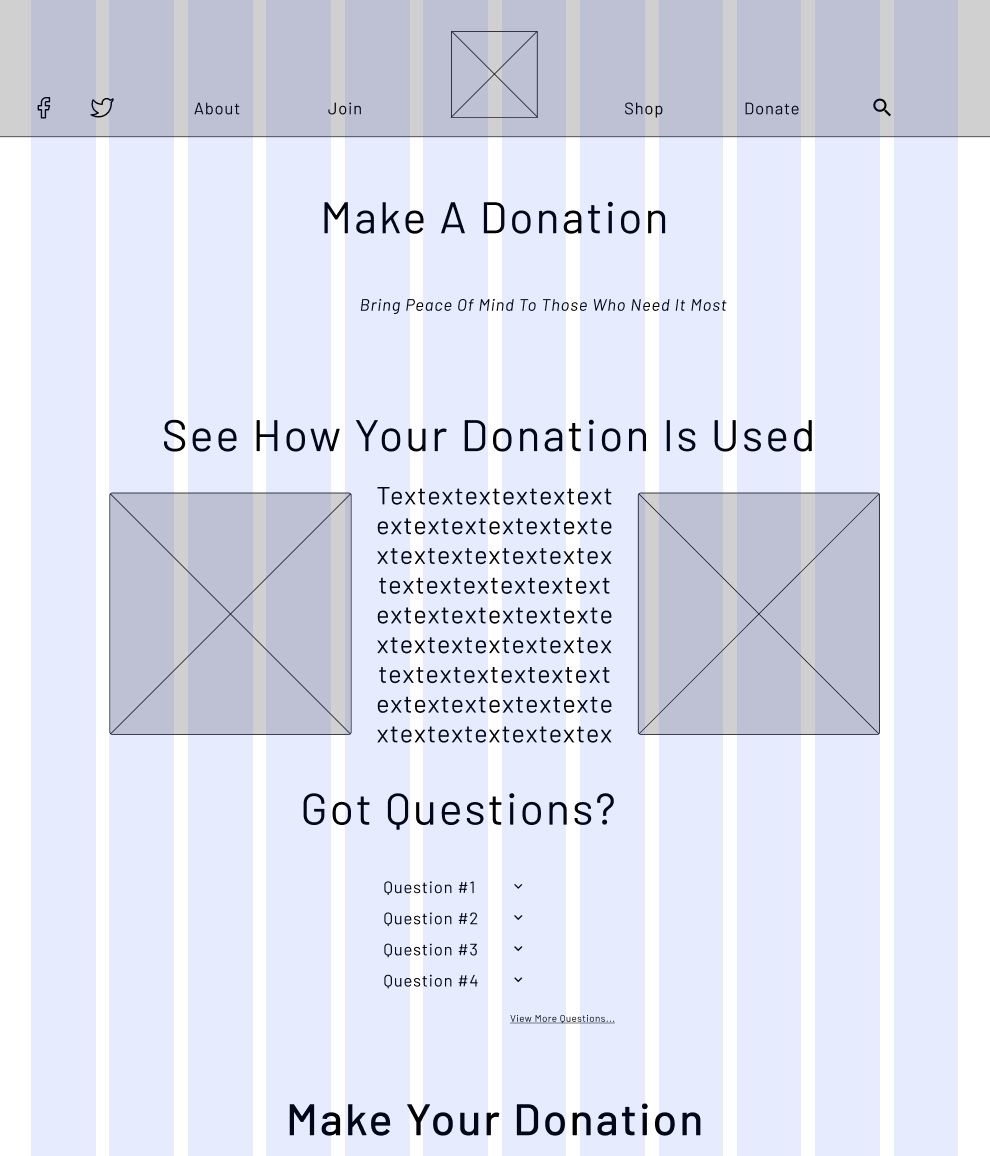 About
Join
Shop
Donate
Make A Donation
Bring Peace Of Mind To Those Who Need It Most
See How Your Donation Is Used
Textextextextextext
extextextextextexte
xtextextextextextex
textextextextextext
extextextextextexte
xtextextextextextex
textextextextextext
extextextextextexte
xtextextextextextex
Got Questions?
Question #1
Question #2
Question #3
Question #4
View More Questions...
Make Your Donation